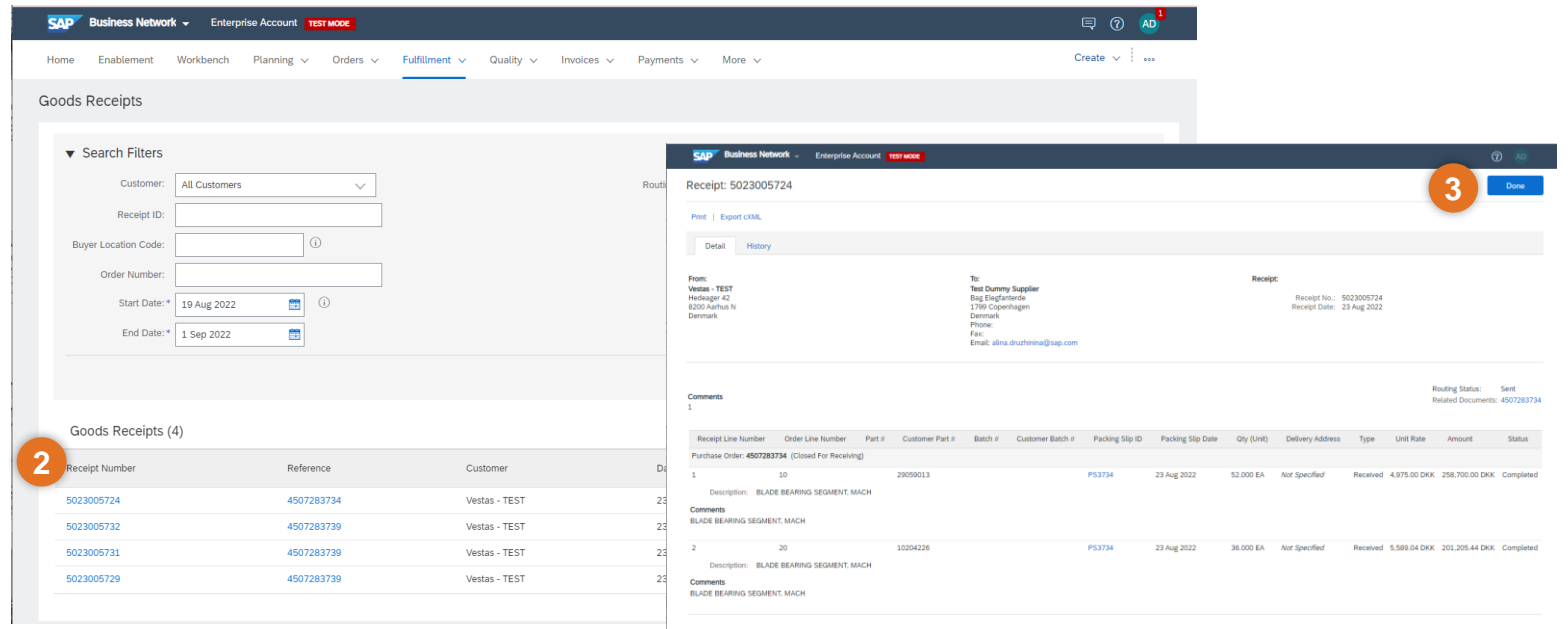 SAP Business Network Enterprise Account TEST MODE AD 1
Home Enablement Workbench Planning Orders Fulfillment Quality Invoices Payments More Create
Goods Receipts
Search Filters
Customer: All Customers
Receipt ID:
Buyer Location Code:
Order Number:
Start Date:* 19 Aug 2022
End Date:* 1 Sep 2022
Routi
Goods Receipts (4)
2
Receipt Number Reference Customer Da
5023005724 4507283734 Vestas - TEST 23
5023005732 4507283739 Vestas - TEST 23
5023005731 4507283739 Vestas - TEST 23
5023005729 4507283739 Vestas - TEST 23
SAP Business Network Enterprise Account TEST MODE AD
Receipt: 5023005724 3 Done
Print | Export cXML
Detail History
From:
Vestas - TEST
Hedeager 42
8200 Aarhus N
Denmark
To:
Test Dummy Supplier
Bag Elegfanterde
1799 Copenhagen
Denmark
Phone:
Fax:
Email: alina.druzhinina@sap.com
Receipt:
Receipt No.: 5023005724
Receipt Date: 23 Aug 2022
Comments
1
Routing Status: Sent
Related Documents: 4507283734
Receipt Line Number Order Line Number Part # Customer Part # Batch # Customer Batch # Packing Slip ID Packing Slip Date Qty (Unit) Delivery Address Type Unit Rate Amount Status
Purchase Order: 4507283734 (Closed For Receiving)
1 10 29059013 PS3734 23 Aug 2022 52.000 EA Not Specified Received 4,975.00 DKK 258,700.00 DKK Completed
Description: BLADE BEARING SEGMENT, MACH
Comments
BLADE BEARING SEGMENT, MACH
2 20 10204226 PS3734 23 Aug 2022 36.000 EA Not Specified Received 5,589.04 DKK 201,205.44 DKK Completed
Description: BLADE BEARING SEGMENT, MACH
Comments
BLADE BEARING SEGMENT, MACH